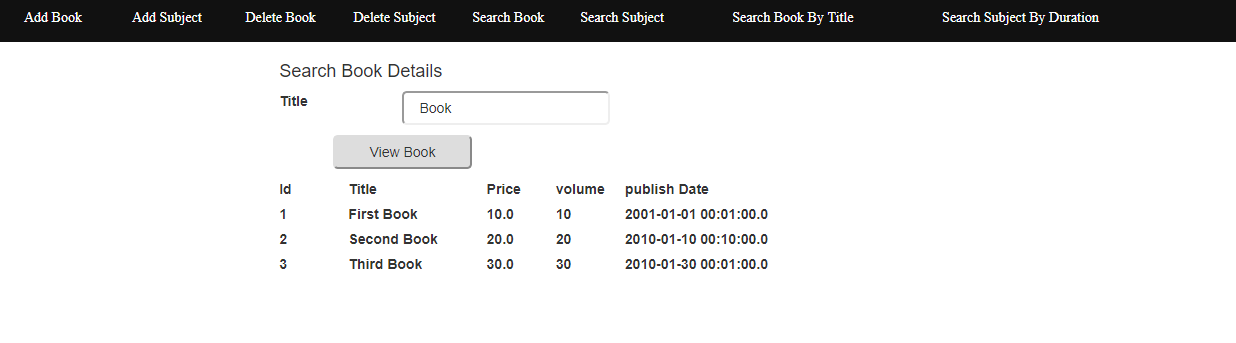 Add Book Add Subject Delete Book Delete Subject Search Book Search Subject Search Book By Title Search Subject By Duration
Search Book Details
Title Book
View Book
Id Title Price volume publish Date
1 First Book 10.0 10 2001-01-01 00:01:00.0
2 Second Book 20.0 20 2010-01-10 00:10:00.0
3 Third Book 30.0 30 2010-01-30 00:01:00.0